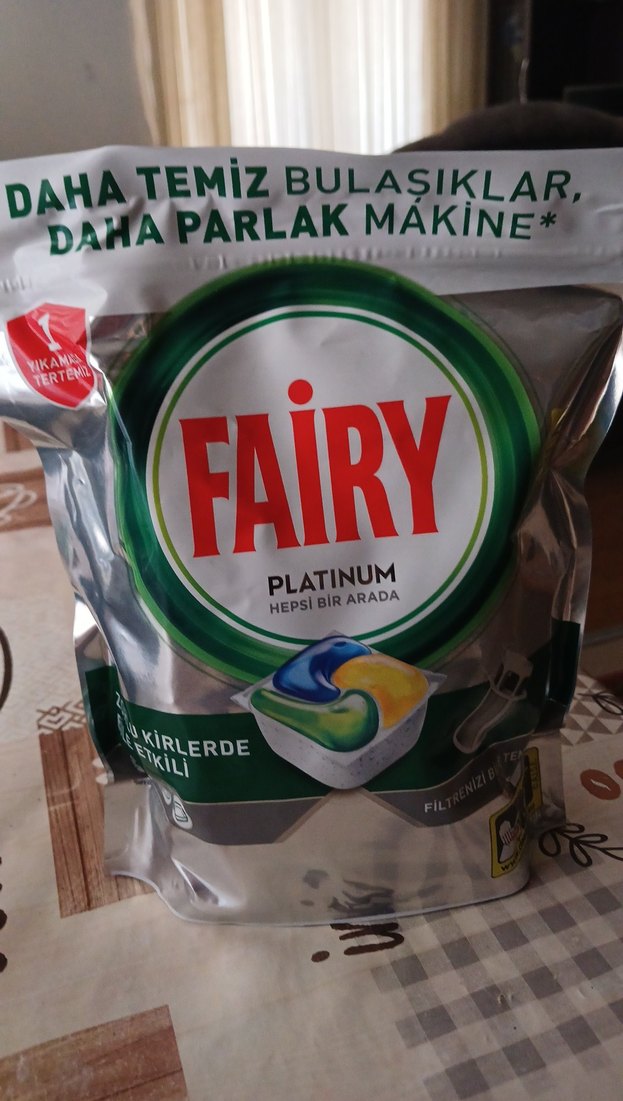 DAHA TEMİZ BULAŞIKLAR,
DAHA PARLAK MAKİNE*
1
YIKAMADA
TERTEMİZ
FAİRY
PLATINUM
HEPSİ BİR ARADA
KİRLERDE
ETKİLİ
FİLTRENİZİ